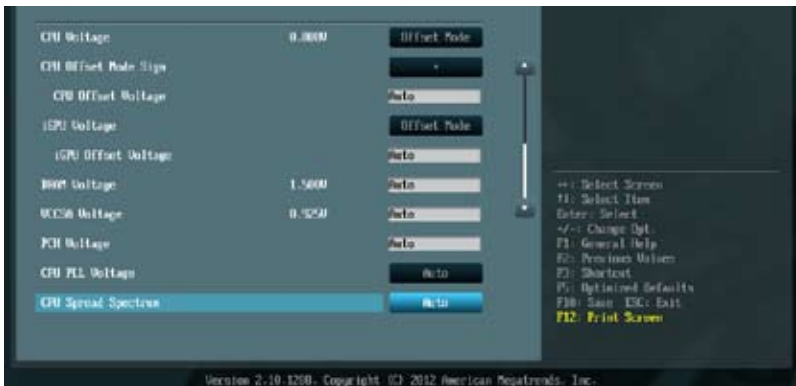 CPU Voltage 0.800V Offset Mode
CPU Offset Mode Sign
CPU Offset Voltage Auto
iGPU Voltage Offset Mode
iGPU Offset Voltage Auto
DRAM Voltage 1.500V Auto
VCCSA Voltage 0.925V Auto
PCH Voltage Auto
CPU PLL Voltage Auto
CPU Spread Spectrum Auto
: Select Screen
: Select Item
Enter: Select
+/-: Change Opt.
F1: General Help
F2: Previous Values
F3: Shortcut
F5: Optimized Defaults
F10: Save ESC: Exit
F12: Print Screen
Version 2.10.1208. Copyright (C) 2012 American Megatrends, Inc.